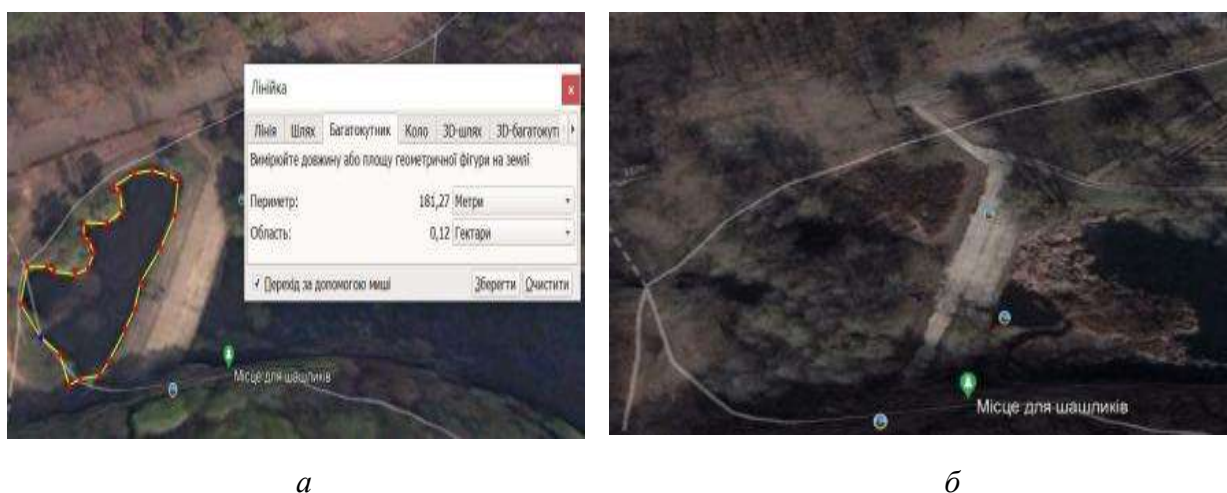 Лінійка
Лінія Шлях Багатокутник Коло 3D-шлях 3D-багатокутн
Виміряйте довжину або площу геометричної фігури на землі
Периметр: 181,27 Метри
Область: 0,12 Гектари
✓ Перехід за допомогою миші Зберегти Очистити
Місце для шашликів
Місце для шашликів
а б